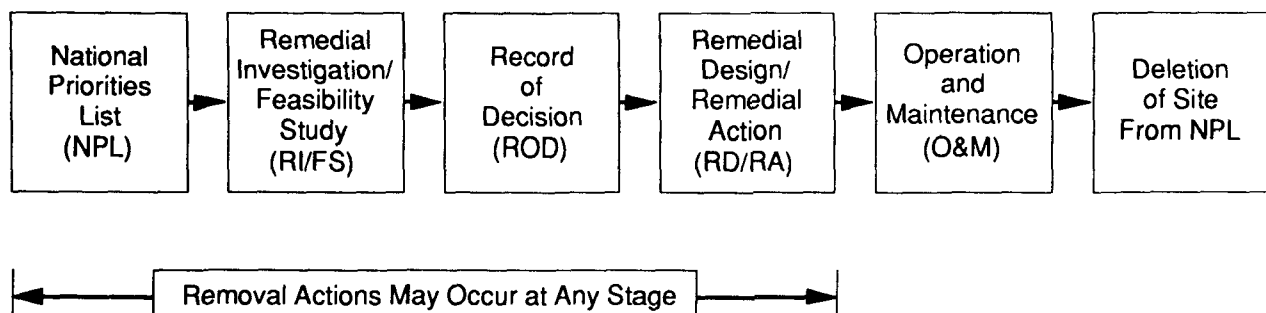 National
Priorities
List
(NPL)
Remedial
Investigation/
Feasibility
Study
(RI/FS)
Record
of
Decision
(ROD)
Remedial
Design/
Remedial
Action
(RD/RA)
Operation
and
Maintenance
(O&M)
Deletion
of Site
From NPL
Removal Actions May Occur at Any Stage